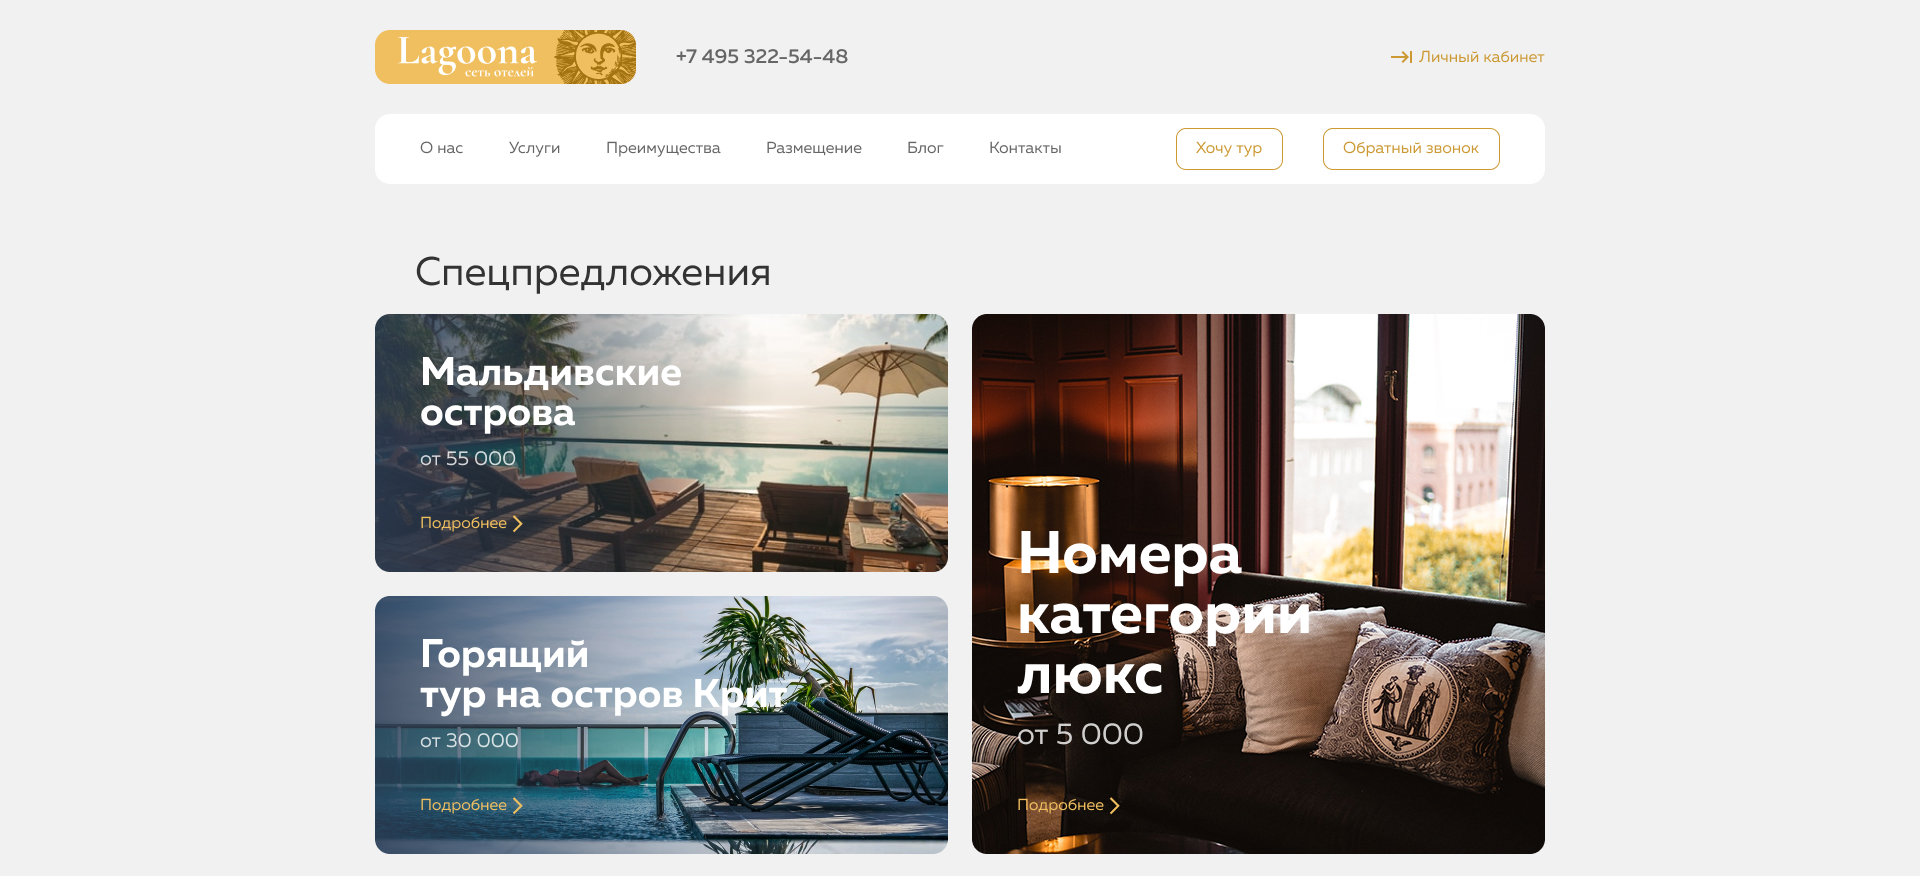 Lagoona
сеть отелей
+7 495 322-54-48
Личный кабинет
О нас
Услуги
Преимущества
Размещение
Блог
Контакты
Хочу тур
Обратный звонок
Спецпредложения
Мальдивские
острова
от 55 000
Подробнее
Горящий
тур на остров Крит
от 30 000
Подробнее
Номера
категории
люкс
от 5 000
Подробнее